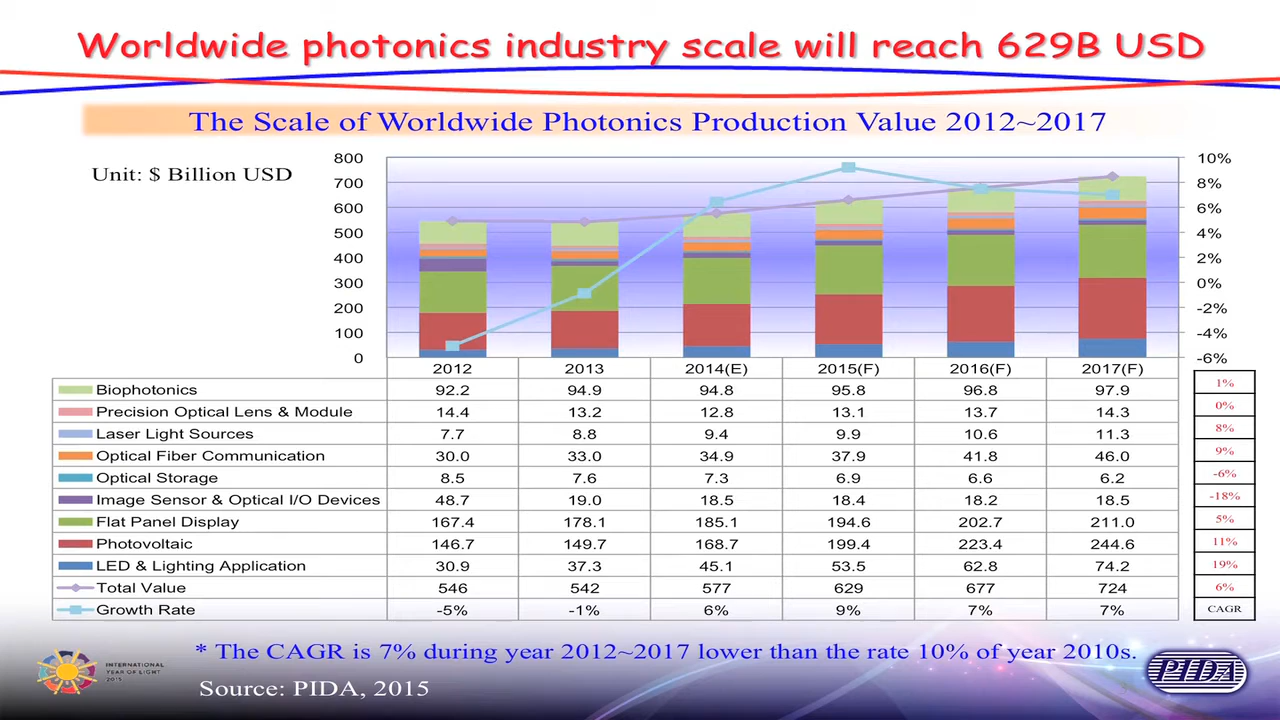 Worldwide photonics industry scale will reach 629B USD
The Scale of Worldwide Photonics Production Value 2012~2017
Unit: $ Billion USD
800 10%
700 8%
600 6%
500 4%
400 2%
300 0%
200 -2%
100 -4%
0 -6%
2012 2013 2014(E) 2015(F) 2016(F) 2017(F)
Biophotonics 92.2 94.9 94.8 95.8 96.8 97.9 1%
Precision Optical Lens & Module 14.4 13.2 12.8 13.1 13.7 14.3 0%
Laser Light Sources 7.7 8.8 9.4 9.9 10.6 11.3 8%
Optical Fiber Communication 30.0 33.0 34.9 37.9 41.8 46.0 9%
Optical Storage 8.5 7.6 7.3 6.9 6.6 6.2 -6%
Image Sensor & Optical I/O Devices 48.7 19.0 18.5 18.4 18.2 18.5 -18%
Flat Panel Display 167.4 178.1 185.1 194.6 202.7 211.0 5%
Photovoltaic 146.7 149.7 168.7 199.4 223.4 244.6 11%
LED & Lighting Application 30.9 37.3 45.1 53.5 62.8 74.2 19%
Total Value 546 542 577 629 677 724 6%
Growth Rate -5% -1% 6% 9% 7% 7% CAGR
* The CAGR is 7% during year 2012~2017 lower than the rate 10% of year 2010s.
INTERNATIONAL
YEAR OF LIGHT
2015
PIDA
Source: PIDA, 2015